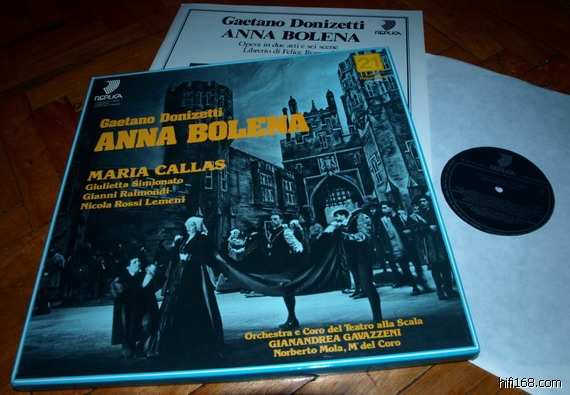 REPLICA
Gaetano Donizetti
ANNA BOLENA
Opera in due atti e sei scene
Libretto di Felice
21
REPLICA
Gaetano Donizetti
ANNA BOLENA
MARIA CALLAS
Giulietta Simionato
Gianni Raimondi
Nicola Rossi Lemeni
Orchestra e Coro del Teatro alla Scala
GIANANDREA GAVAZZENI
Norberto Mola, M° del Coro
hifi168.com